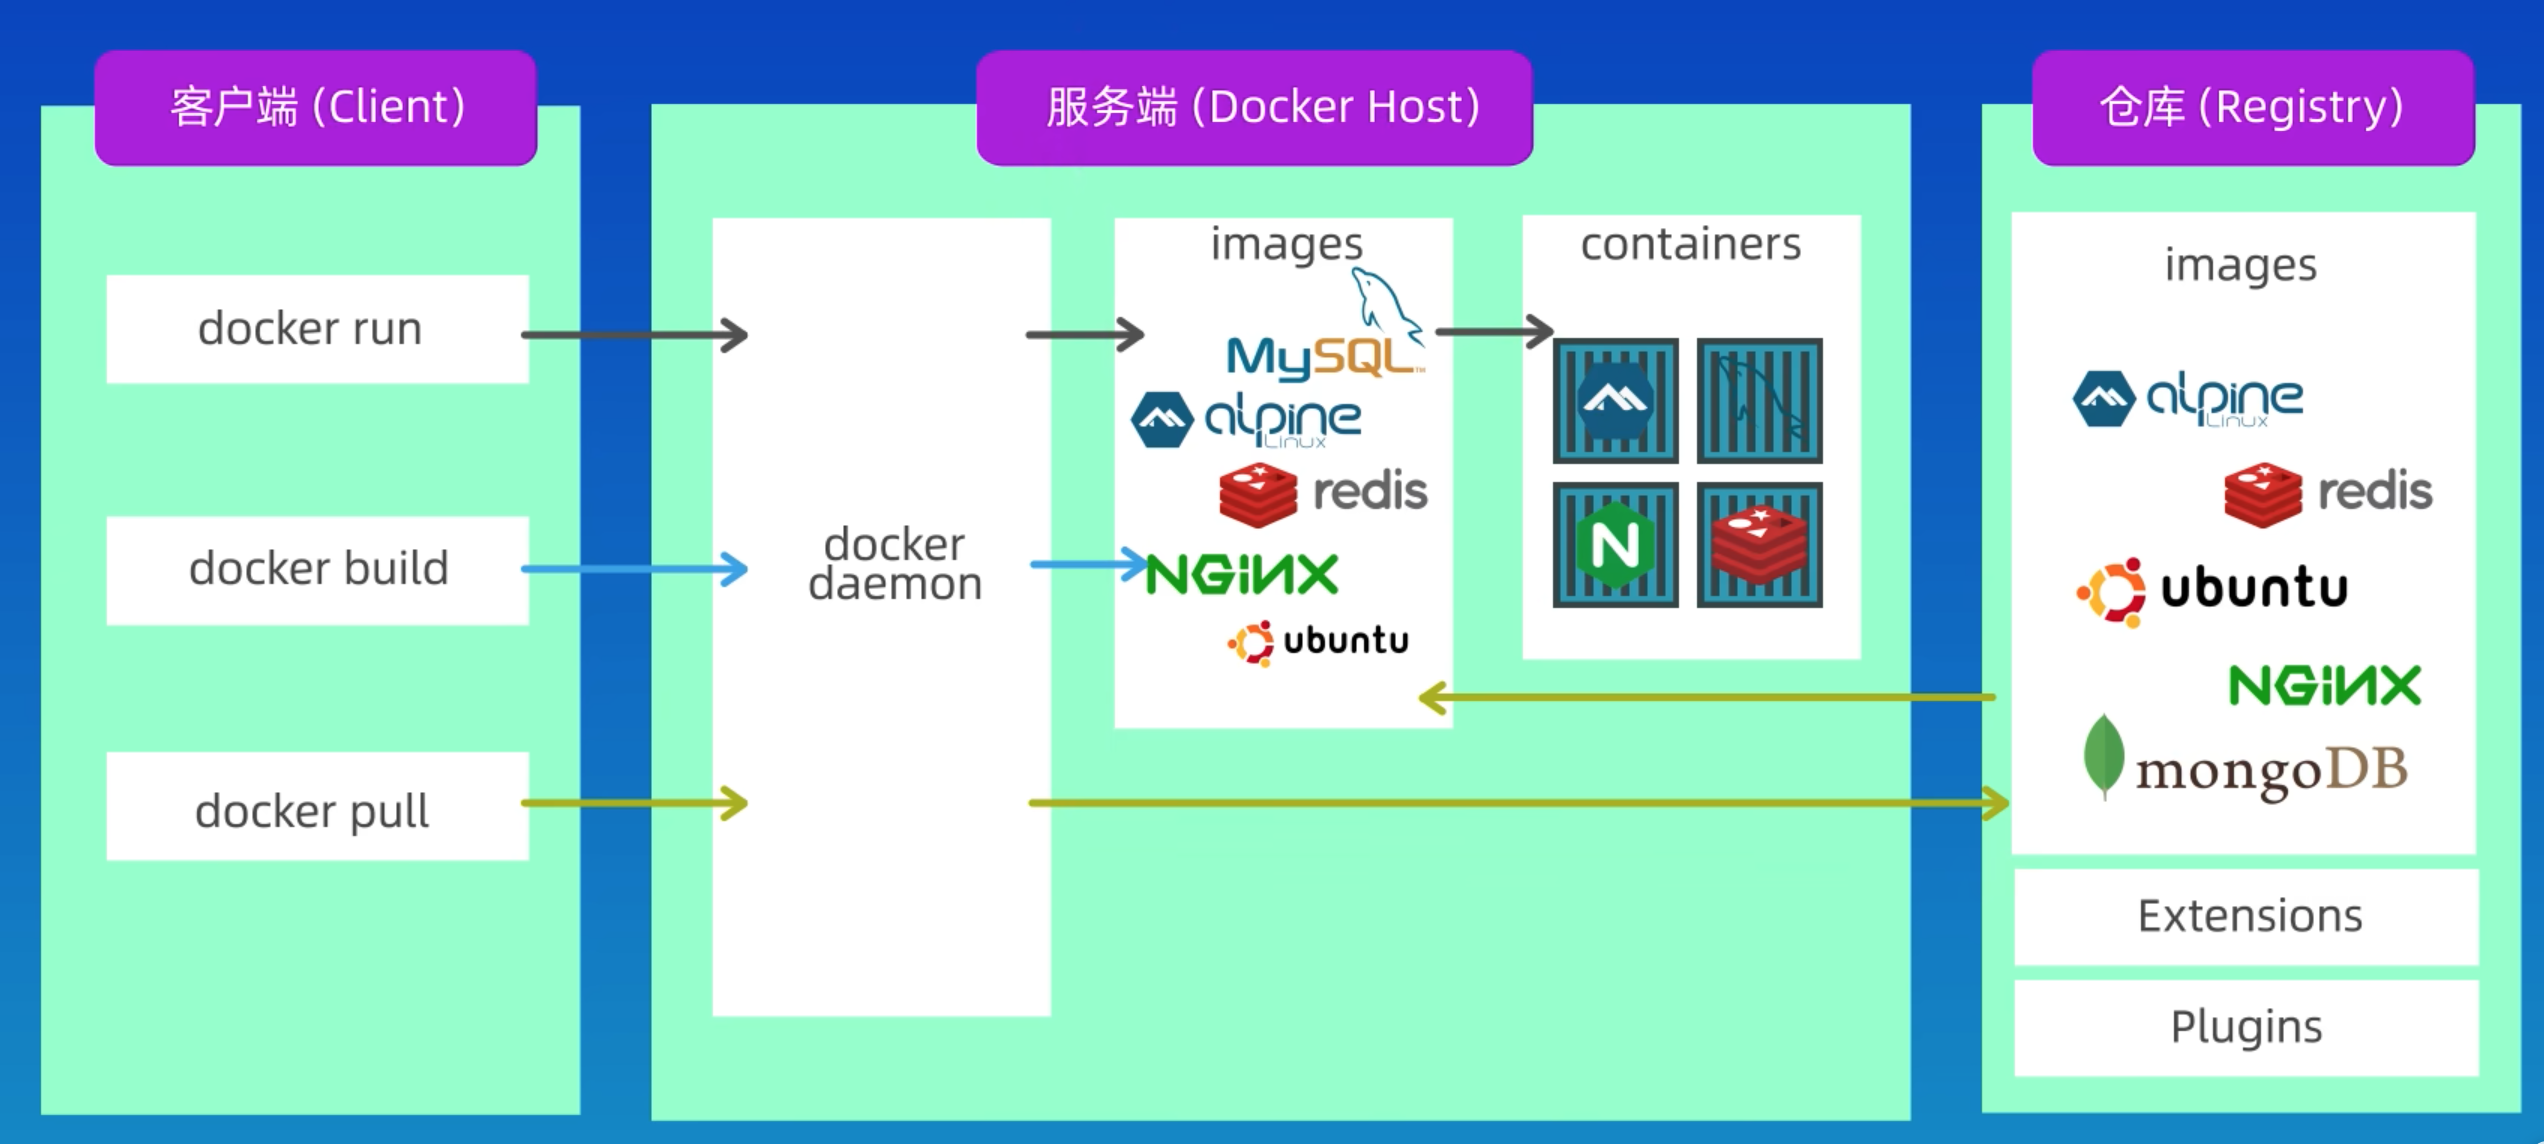 客户端 (Client)
docker run
docker build
docker pull
服务端 (Docker Host)
docker
daemon
images
MySQL™
alpine
Linux
redis
NGINX
ubuntu
containers
N
仓库 (Registry)
images
alpine
Linux
redis
ubuntu
NGINX
mongoDB
Extensions
Plugins